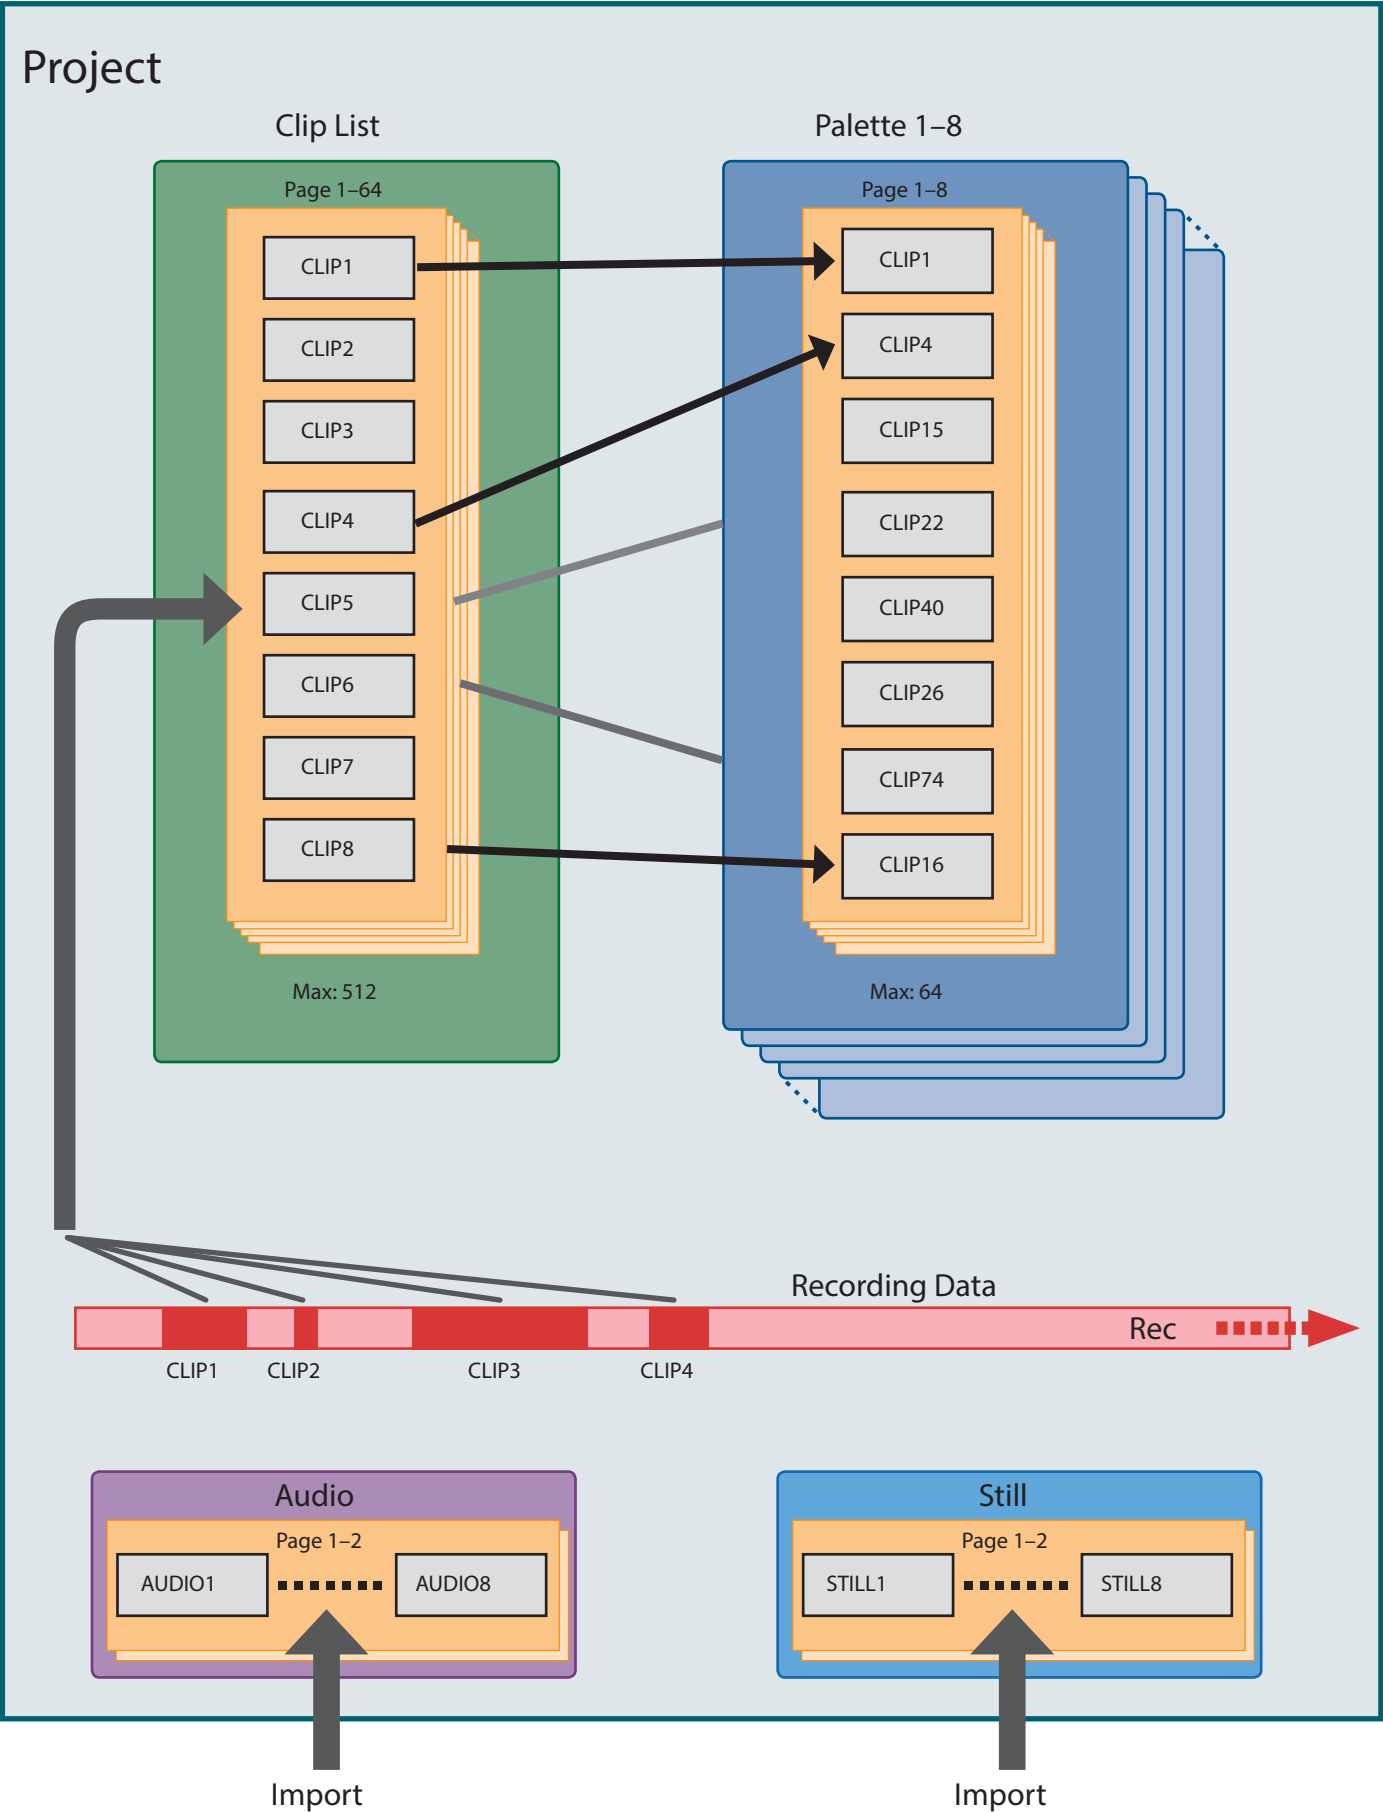 Project
Clip List
Palette 1–8
Page 1–64
Page 1–8
CLIP1
CLIP2
CLIP3
CLIP4
CLIP5
CLIP6
CLIP7
CLIP8
Max: 512
CLIP1
CLIP4
CLIP15
CLIP22
CLIP40
CLIP26
CLIP74
CLIP16
Max: 64
Recording Data
Rec
CLIP1
CLIP2
CLIP3
CLIP4
Audio
Page 1–2
AUDIO1
AUDIO8
Import
Still
Page 1–2
STILL1
STILL8
Import